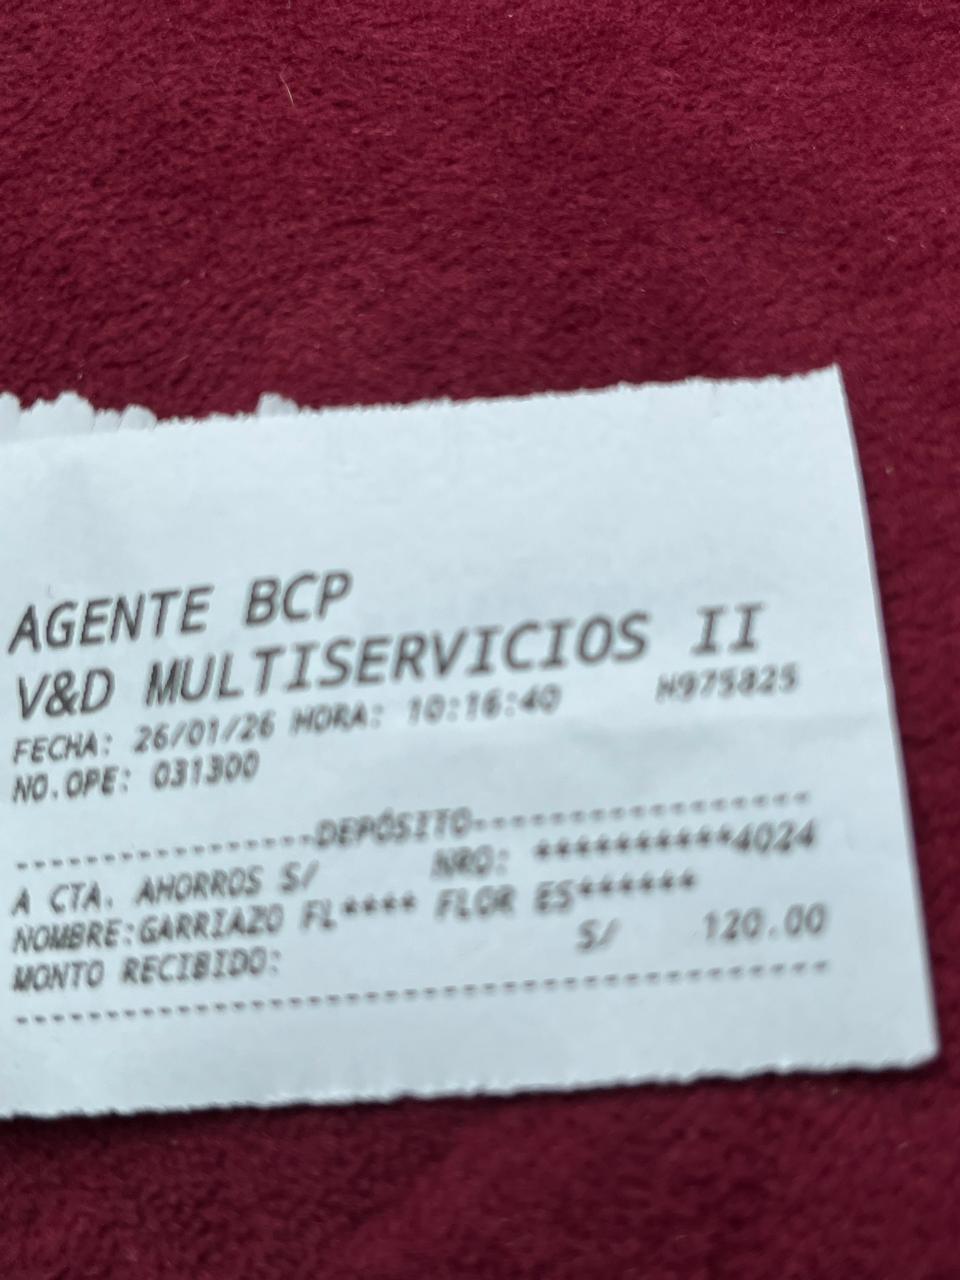 AGENTE BCP
V&D MULTISERVICIOS II
FECHA: 26/01/26 HORA: 10:16:40 H975825
NO.OPE: 031300
-----------------DEPÓSITO-----------------
A CTA. AHORROS S/ NRO: **********4024
NOMBRE:GARRIAZO FL**** FLOR ES******
MONTO RECIBIDO: S/ 120.00
------------------------------------------